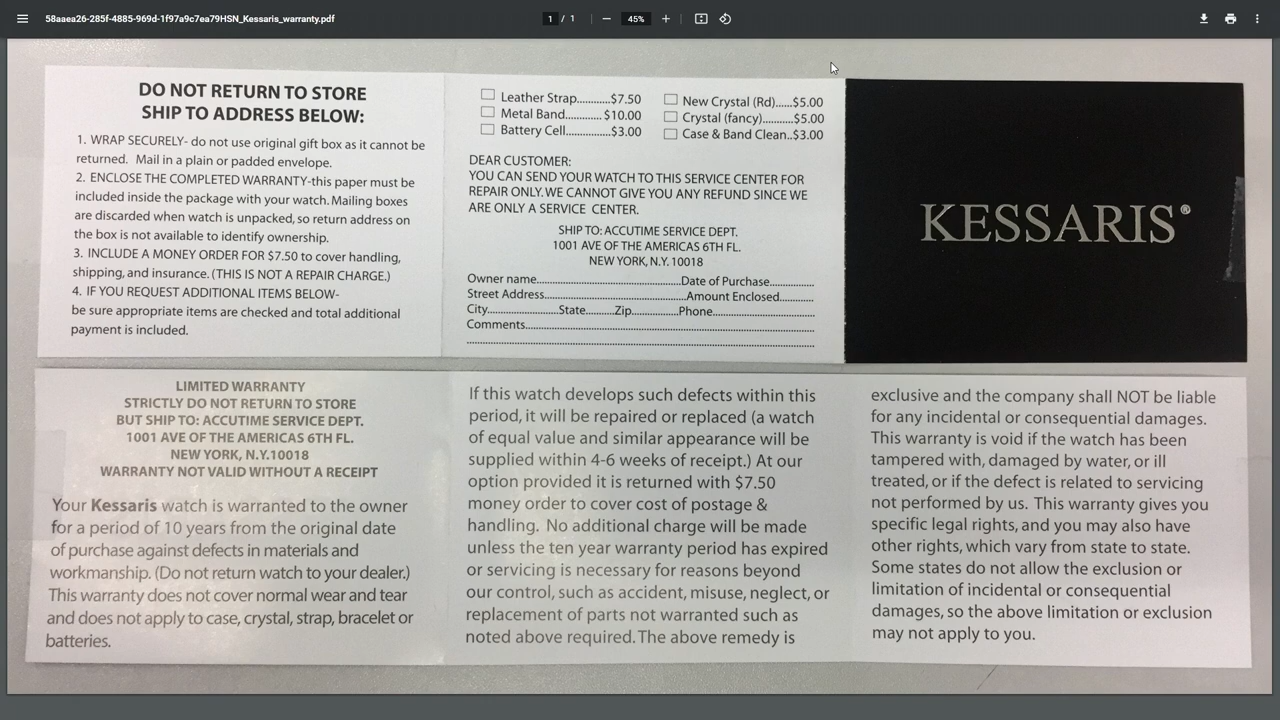 58aaea26-285f-4885-969d-1f97a9c7ea79HSN_Kessaris_warranty.pdf
1 / 1
45%
DO NOT RETURN TO STORE
SHIP TO ADDRESS BELOW:
1. WRAP SECURELY- do not use original gift box as it cannot be
returned. Mail in a plain or padded envelope.
2. ENCLOSE THE COMPLETED WARRANTY-this paper must be
included inside the package with your watch. Mailing boxes
are discarded when watch is unpacked, so return address on
the box is not available to identify ownership.
3. INCLUDE A MONEY ORDER FOR $7.50 to cover handling,
shipping, and insurance. (THIS IS NOT A REPAIR CHARGE.)
4. IF YOU REQUEST ADDITIONAL ITEMS BELOW-
be sure appropriate items are checked and total additional
payment is included.
Leather Strap............$7.50
Metal Band............. $10.00
Battery Cell...............$3.00
New Crystal (Rd)......$5.00
Crystal (fancy)..........$5.00
Case & Band Clean..$3.00
DEAR CUSTOMER:
YOU CAN SEND YOUR WATCH TO THIS SERVICE CENTER FOR
REPAIR ONLY. WE CANNOT GIVE YOU ANY REFUND SINCE WE
ARE ONLY A SERVICE CENTER.
SHIP TO: ACCUTIME SERVICE DEPT.
1001 AVE OF THE AMERICAS 6TH FL.
NEW YORK, N.Y. 10018
Owner name....................................................Date of Purchase................
Street Address...................................................Amount Enclosed............
City.........................State..........Zip.................Phone....................................
Comments.......................................................................................................
KESSARIS®
LIMITED WARRANTY
STRICTLY DO NOT RETURN TO STORE
BUT SHIP TO: ACCUTIME SERVICE DEPT.
1001 AVE OF THE AMERICAS 6TH FL.
NEW YORK, N.Y.10018
WARRANTY NOT VALID WITHOUT A RECEIPT
Your Kessaris watch is warranted to the owner
for a period of 10 years from the original date
of purchase against defects in materials and
workmanship. (Do not return watch to your dealer.)
This warranty does not cover normal wear and tear
and does not apply to case, crystal, strap, bracelet or
batteries.
If this watch develops such defects within this
period, it will be repaired or replaced (a watch
of equal value and similar appearance will be
supplied within 4-6 weeks of receipt.) At our
option provided it is returned with $7.50
money order to cover cost of postage &
handling. No additional charge will be made
unless the ten year warranty period has expired
or servicing is necessary for reasons beyond
our control, such as accident, misuse, neglect, or
replacement of parts not warranted such as
noted above required. The above remedy is
exclusive and the company shall NOT be liable
for any incidental or consequential damages.
This warranty is void if the watch has been
tampered with, damaged by water, or ill
treated, or if the defect is related to servicing
not performed by us. This warranty gives you
specific legal rights, and you may also have
other rights, which vary from state to state.
Some states do not allow the exclusion or
limitation of incidental or consequential
damages, so the above limitation or exclusion
may not apply to you.